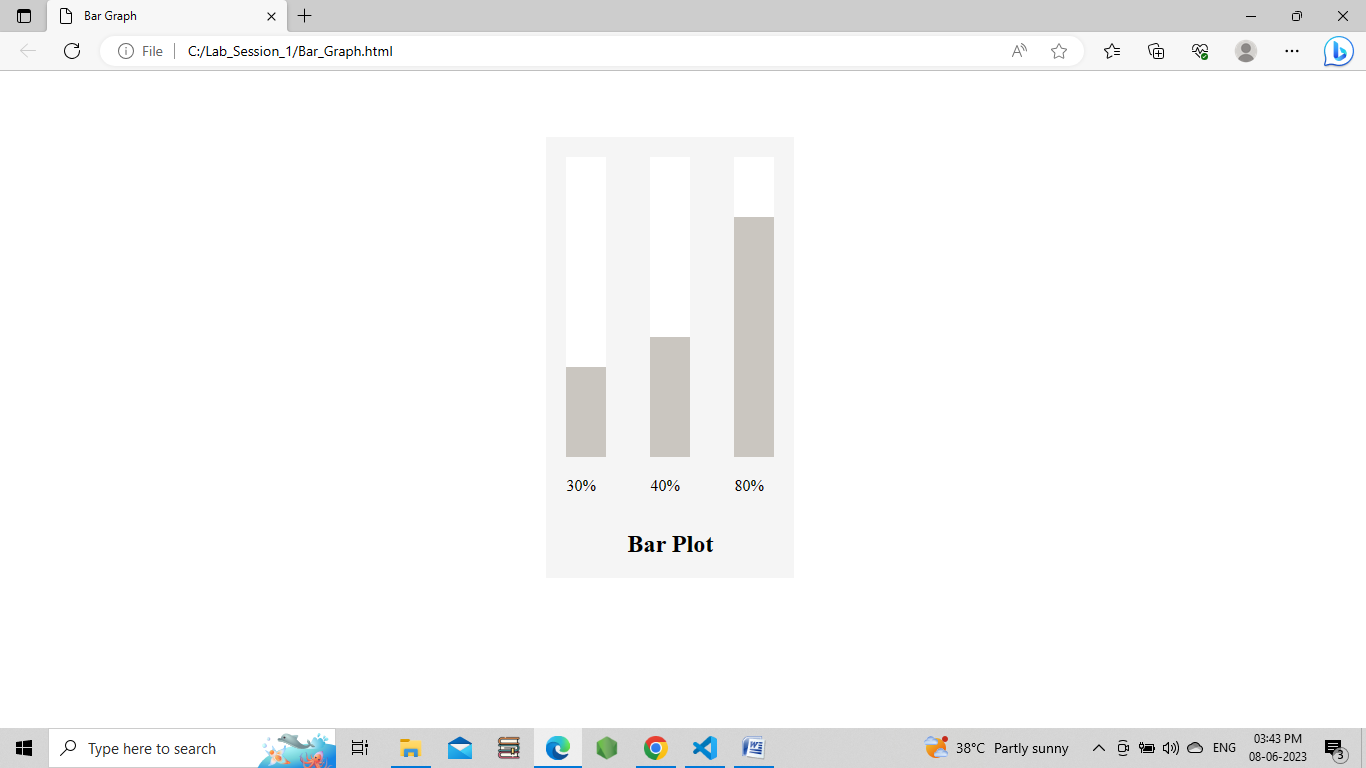 Bar Graph
File
C:/Lab_Session_1/Bar_Graph.html
30% 40% 80%
Bar Plot
Type here to search
38°C Partly sunny
ENG
03:43 PM
08-06-2023
3